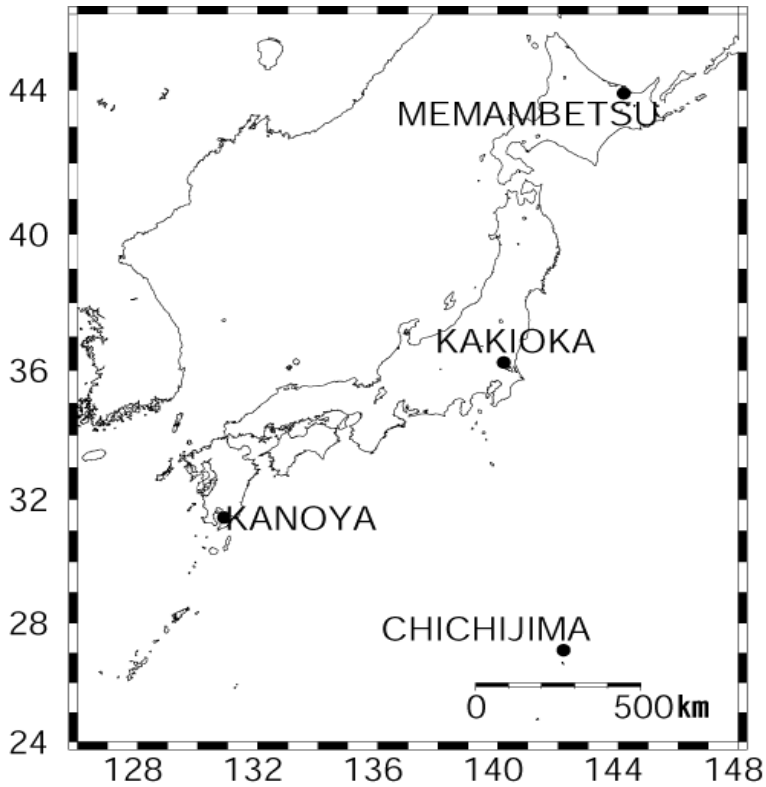 44
MEMAMBETSU
40
KAKIOKA
36
32
KANOYA
28
CHICHIJIMA
0 500km
24
128 132 136 140 144 148